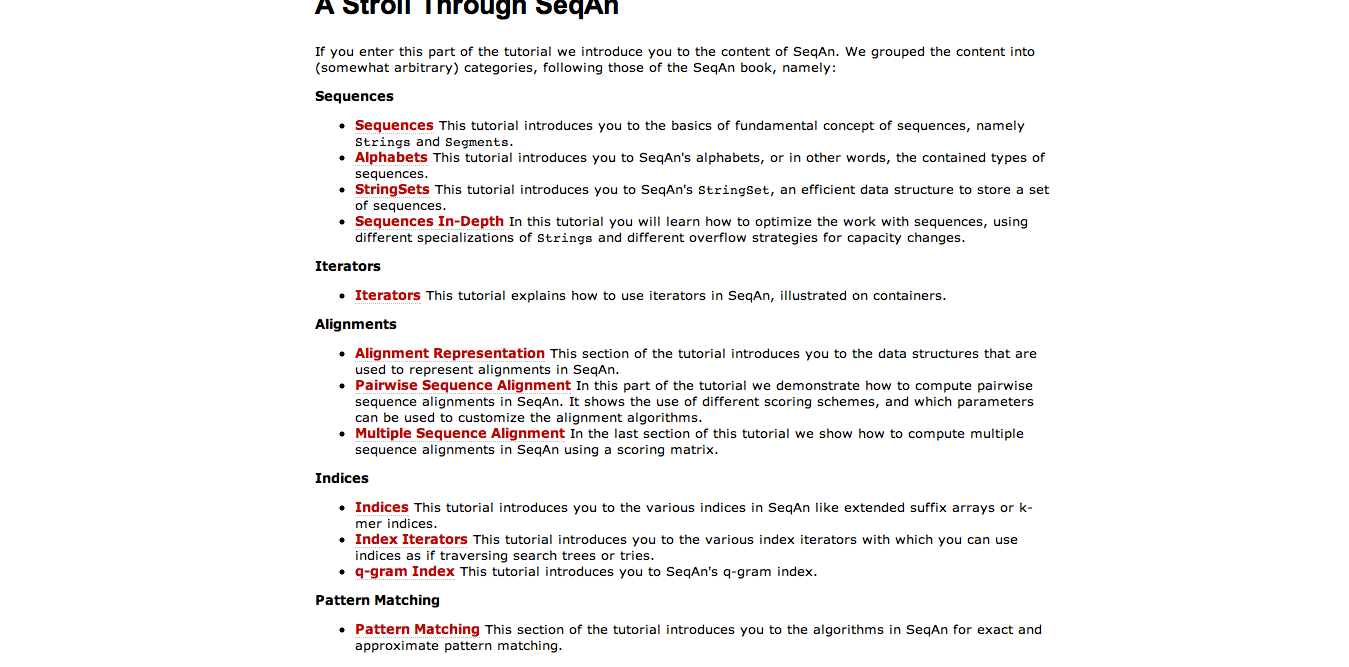 A Stroll Through SeqAn
If you enter this part of the tutorial we introduce you to the content of SeqAn. We grouped the content into
(somewhat arbitrary) categories, following those of the SeqAn book, namely:
Sequences
• Sequences This tutorial introduces you to the basics of fundamental concept of sequences, namely
Strings and Segments.
• Alphabets This tutorial introduces you to SeqAn's alphabets, or in other words, the contained types of
sequences.
• StringSets This tutorial introduces you to SeqAn's StringSet, an efficient data structure to store a set
of sequences.
• Sequences In-Depth In this tutorial you will learn how to optimize the work with sequences, using
different specializations of Strings and different overflow strategies for capacity changes.
Iterators
• Iterators This tutorial explains how to use iterators in SeqAn, illustrated on containers.
Alignments
• Alignment Representation This section of the tutorial introduces you to the data structures that are
used to represent alignments in SeqAn.
• Pairwise Sequence Alignment In this part of the tutorial we demonstrate how to compute pairwise
sequence alignments in SeqAn. It shows the use of different scoring schemes, and which parameters
can be used to customize the alignment algorithms.
• Multiple Sequence Alignment In the last section of this tutorial we show how to compute multiple
sequence alignments in SeqAn using a scoring matrix.
Indices
• Indices This tutorial introduces you to the various indices in SeqAn like extended suffix arrays or k-
mer indices.
• Index Iterators This tutorial introduces you to the various index iterators with which you can use
indices as if traversing search trees or tries.
• q-gram Index This tutorial introduces you to SeqAn's q-gram index.
Pattern Matching
• Pattern Matching This section of the tutorial introduces you to the algorithms in SeqAn for exact and
approximate pattern matching.